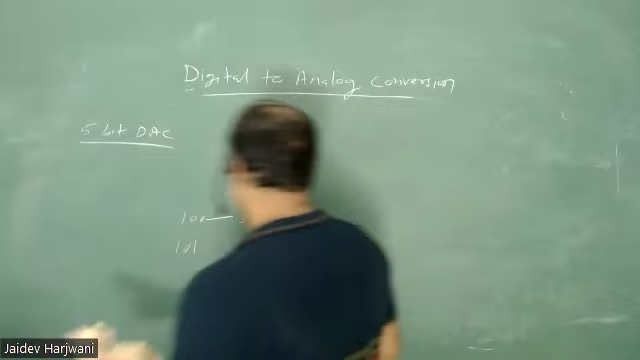 Digital to Analog Conversion
5 bit DAC
100
101
Jaidev Harjwani